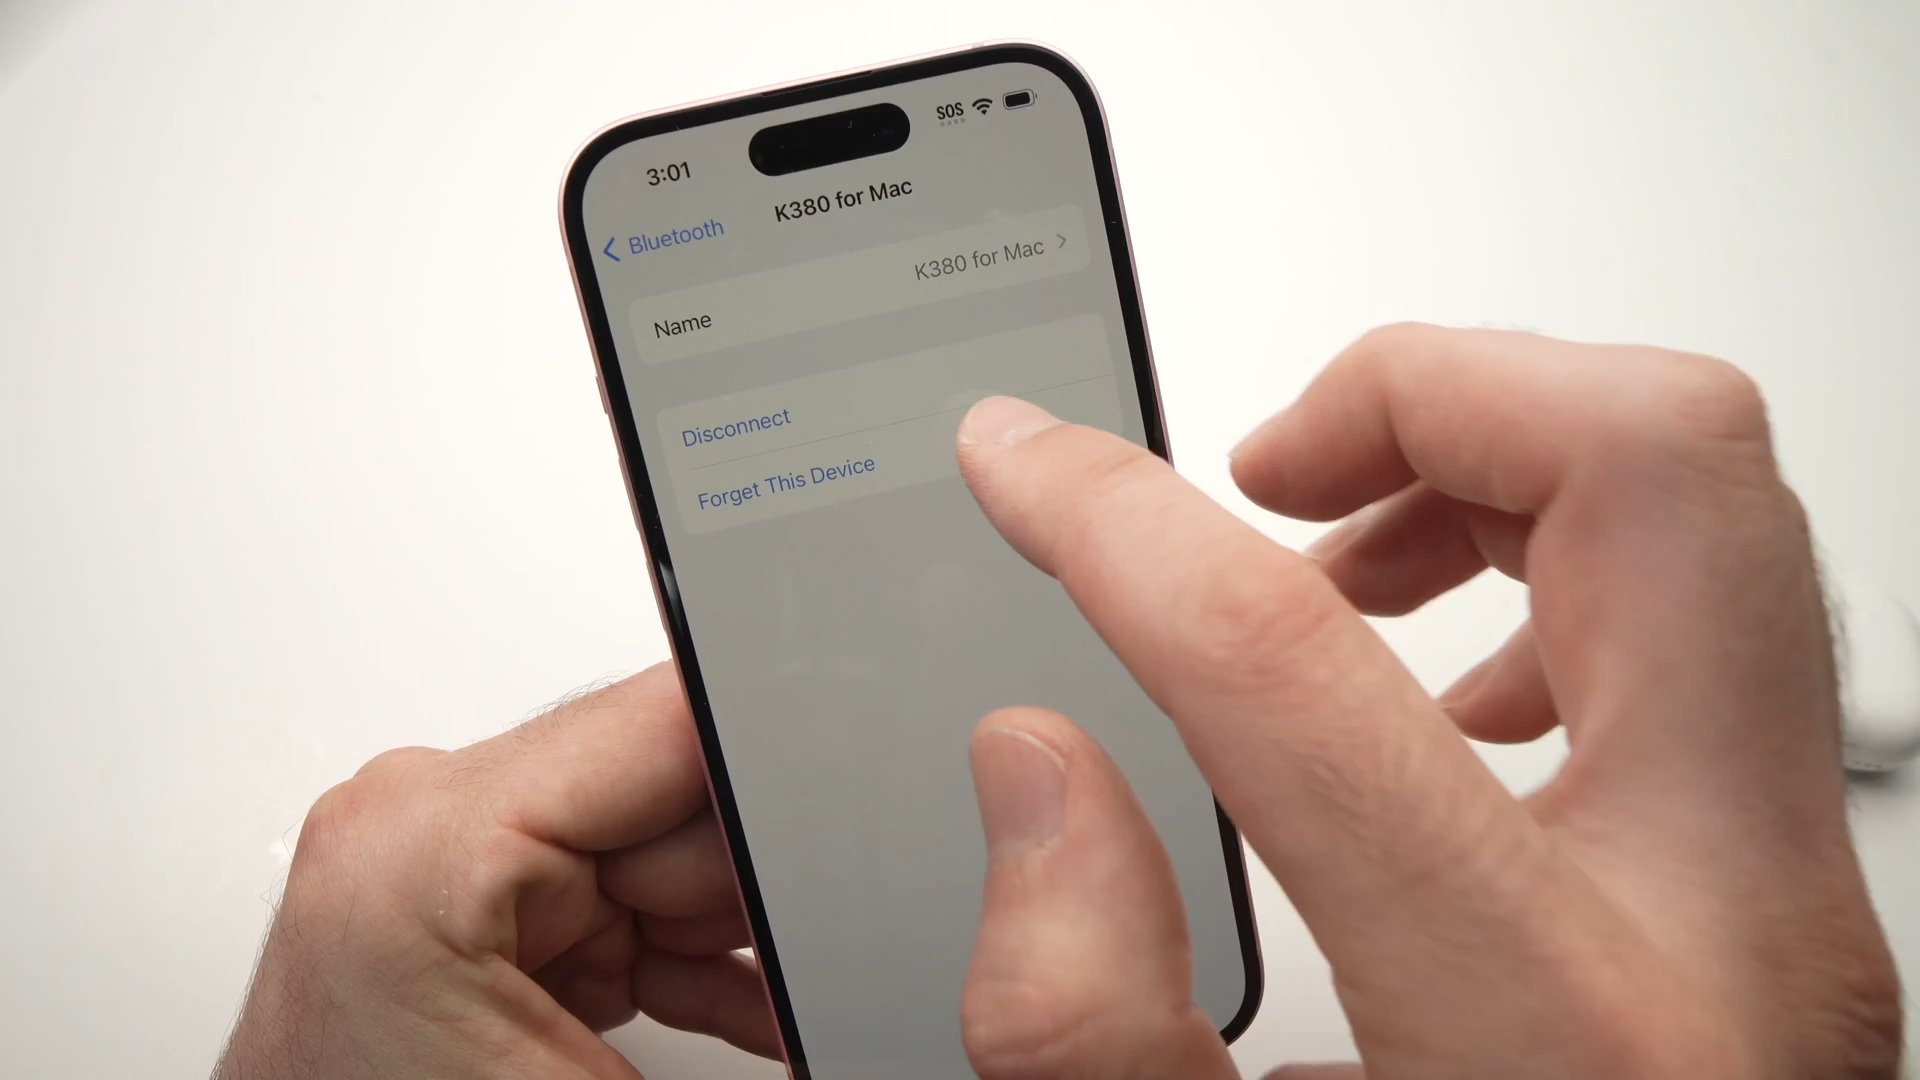 3:01
SOS
Bluetooth
K380 for Mac
Name
K380 for Mac
Disconnect
Forget This Device